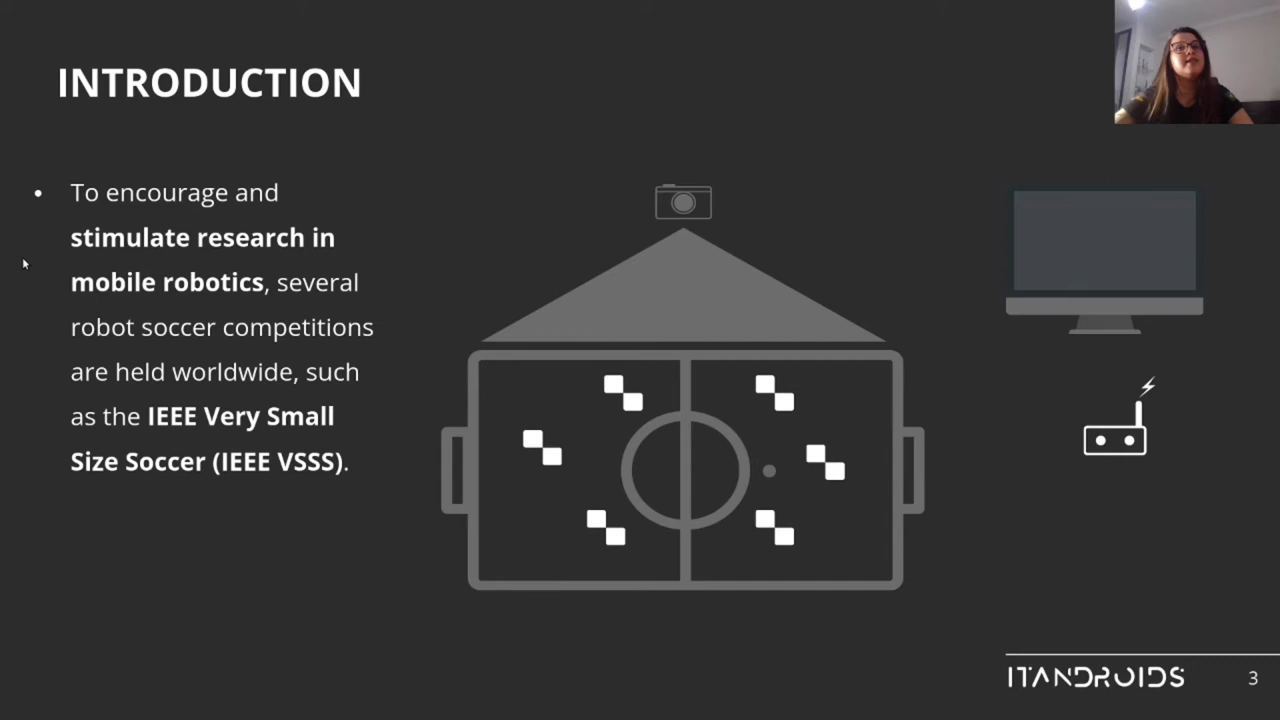 INTRODUCTION
• To encourage and
stimulate research in
mobile robotics, several
robot soccer competitions
are held worldwide, such
as the IEEE Very Small
Size Soccer (IEEE VSSS).
ITANDROIDS
3